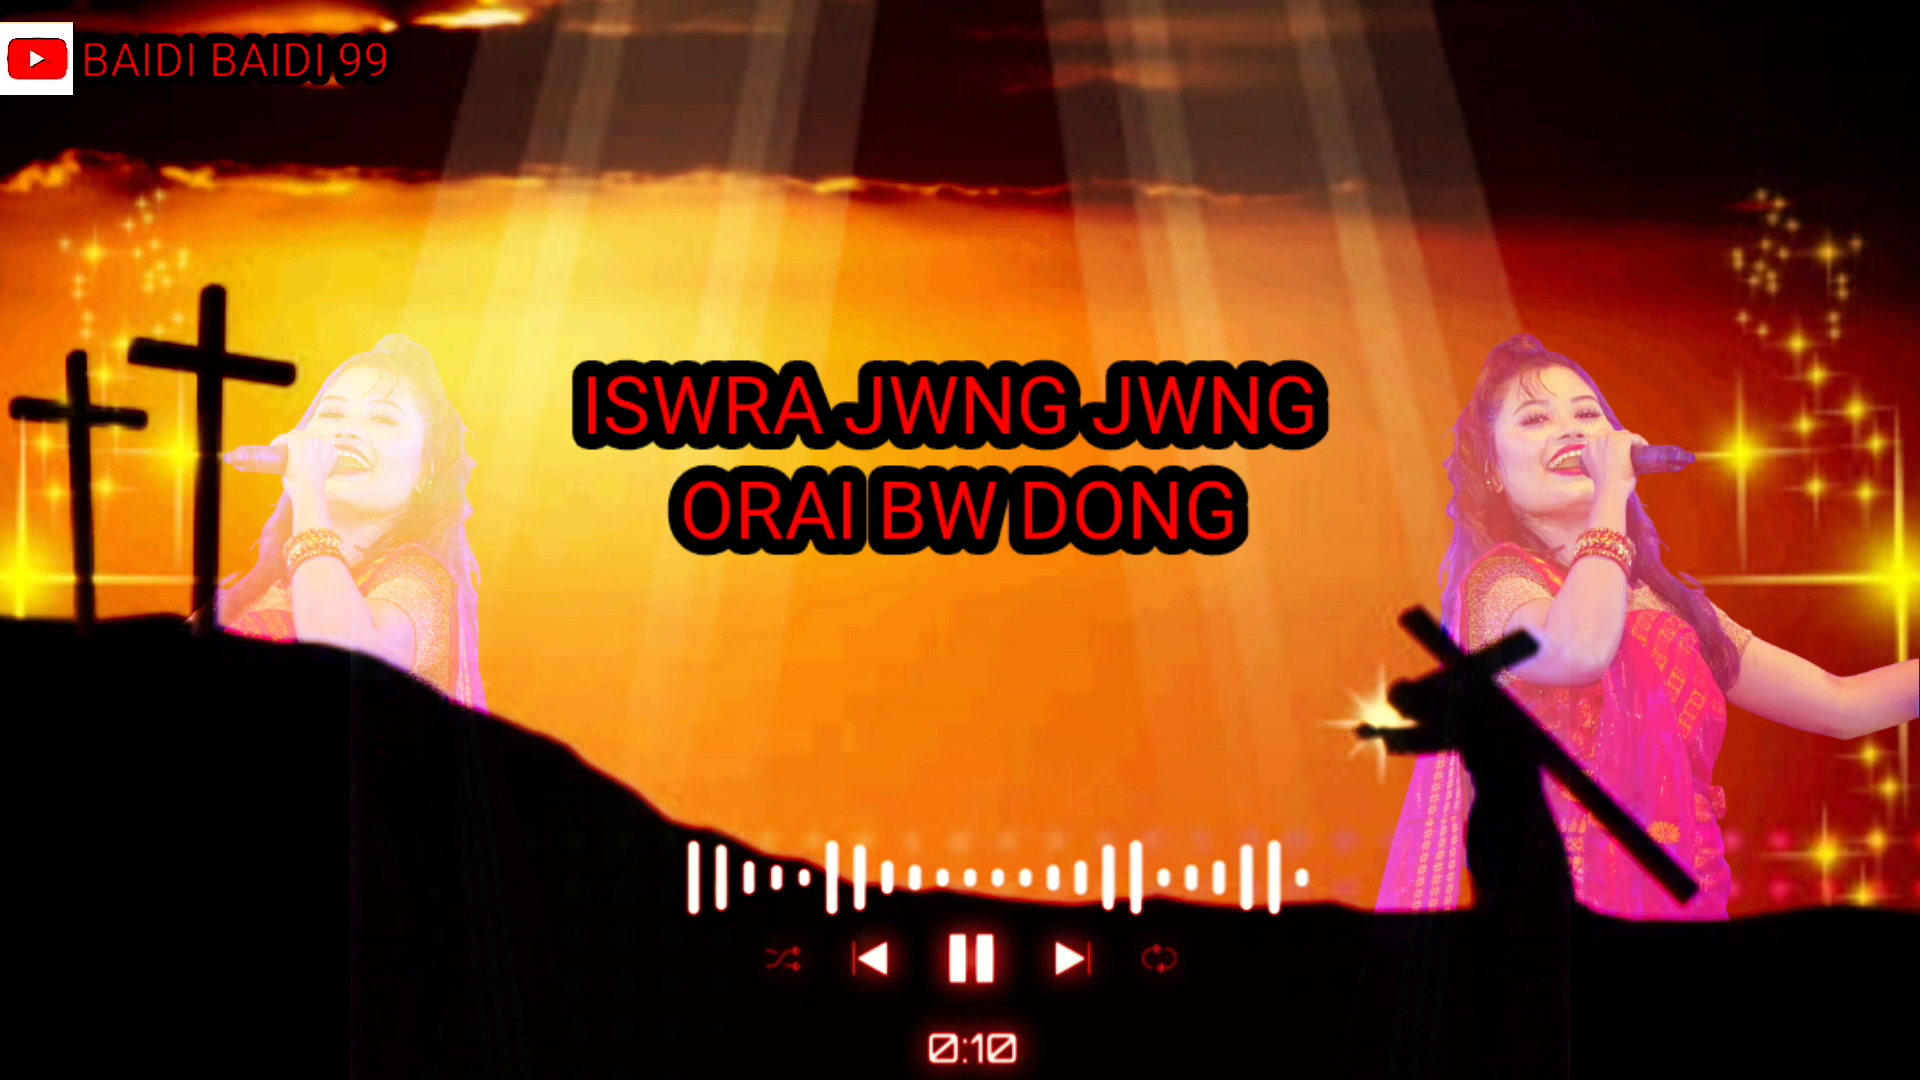 BAIDI BAIDI 99
ISWRA JWNG JWNG
ORAI BW DONG
0:10